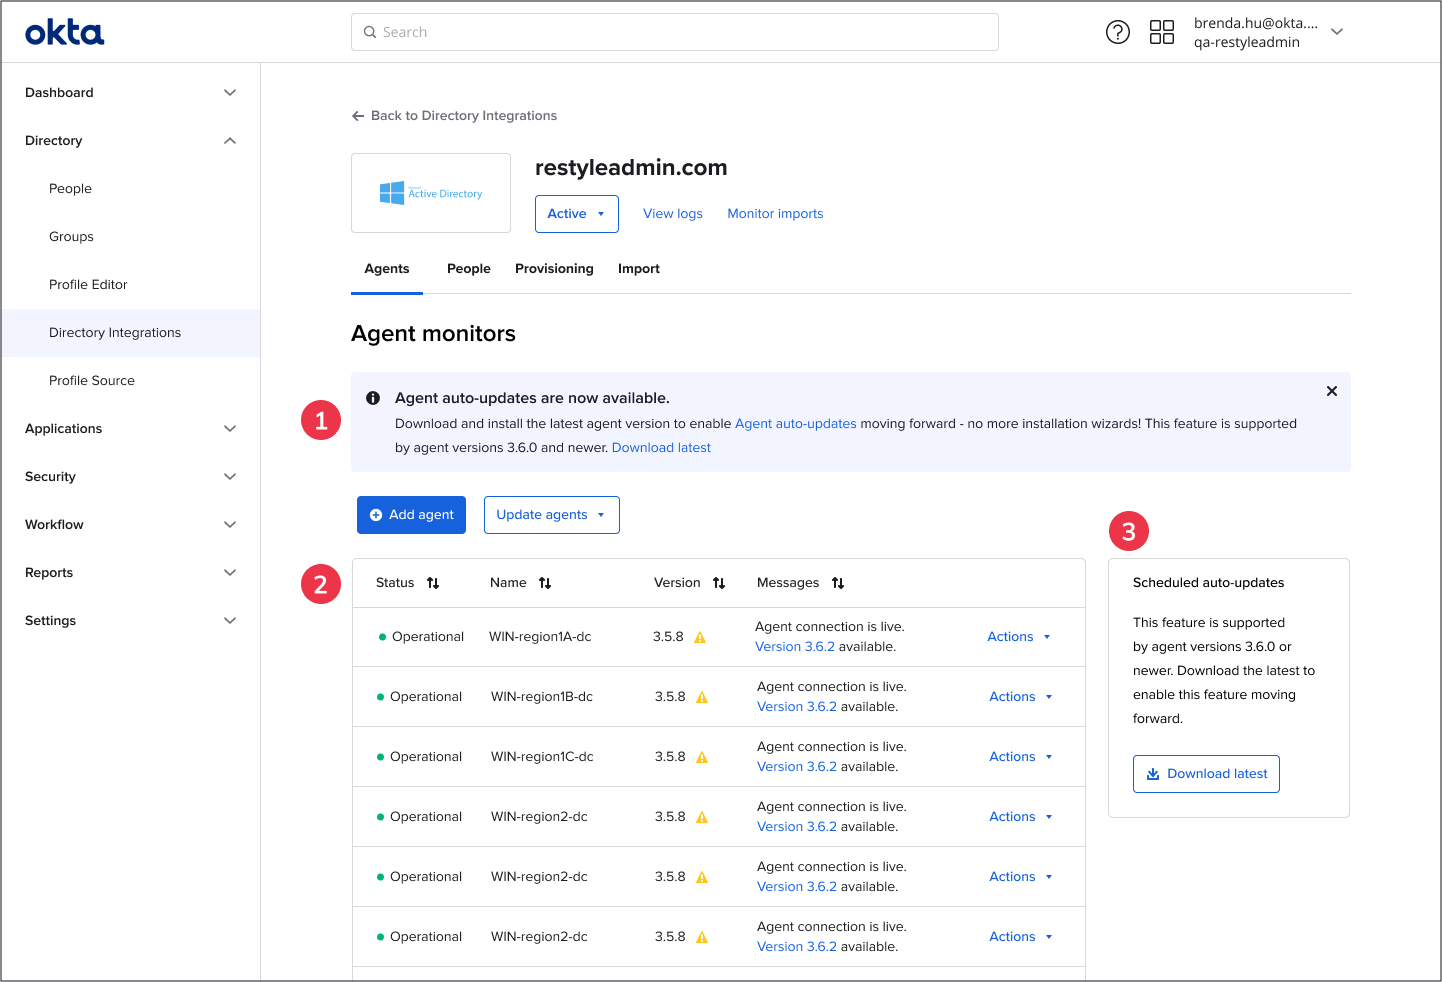 okta
Search
brenda.hu@okta....
qa-restyleadmin
Dashboard
Directory
People
Groups
Profile Editor
Directory Integrations
Profile Source
Applications
Security
Workflow
Reports
Settings
Back to Directory Integrations
Active Directory
restyleadmin.com
Active
View logs
Monitor imports
Agents People Provisioning Import
Agent monitors
1
Agent auto-updates are now available.
Download and install the latest agent version to enable Agent auto-updates moving forward - no more installation wizards! This feature is supported
by agent versions 3.6.0 and newer. Download latest
Add agent
Update agents
2
Status Name Version Messages
Operational WIN-region1A-dc 3.5.8 Agent connection is live.
Version 3.6.2 available. Actions
Operational WIN-region1B-dc 3.5.8 Agent connection is live.
Version 3.6.2 available. Actions
Operational WIN-region1C-dc 3.5.8 Agent connection is live.
Version 3.6.2 available. Actions
Operational WIN-region2-dc 3.5.8 Agent connection is live.
Version 3.6.2 available. Actions
Operational WIN-region2-dc 3.5.8 Agent connection is live.
Version 3.6.2 available. Actions
Operational WIN-region2-dc 3.5.8 Agent connection is live.
Version 3.6.2 available. Actions
3
Scheduled auto-updates
This feature is supported
by agent versions 3.6.0 or
newer. Download the latest to
enable this feature moving
forward.
Download latest